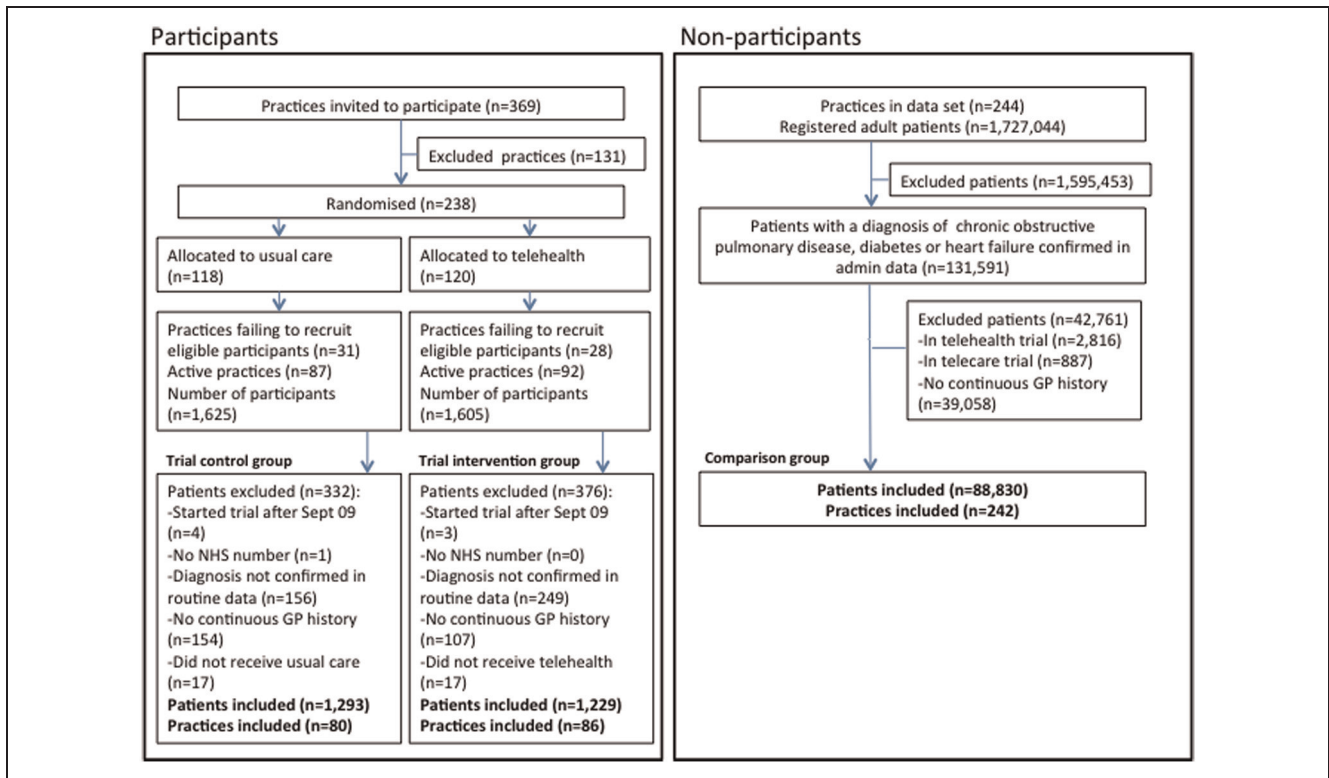 Participants
Practices invited to participate (n=369)
Excluded practices (n=131)
Randomised (n=238)
Allocated to usual care
(n=118)
Allocated to telehealth
(n=120)
Practices failing to recruit
eligible participants (n=31)
Active practices (n=87)
Number of participants
(n=1,625)
Practices failing to recruit
eligible participants (n=28)
Active practices (n=92)
Number of participants
(n=1,605)
Trial control group
Patients excluded (n=332):
-Started trial after Sept 09
(n=4)
-No NHS number (n=1)
-Diagnosis not confirmed in
routine data (n=156)
-No continuous GP history
(n=154)
-Did not receive usual care
(n=17)
Patients included (n=1,293)
Practices included (n=80)
Trial intervention group
Patients excluded (n=376):
-Started trial after Sept 09
(n=3)
-No NHS number (n=0)
-Diagnosis not confirmed in
routine data (n=249)
-No continuous GP history
(n=107)
-Did not receive telehealth
(n=17)
Patients included (n=1,229)
Practices included (n=86)
Non-participants
Practices in data set (n=244)
Registered adult patients (n=1,727,044)
Excluded patients (n=1,595,453)
Patients with a diagnosis of chronic obstructive
pulmonary disease, diabetes or heart failure confirmed in
admin data (n=131,591)
Excluded patients (n=42,761)
-In telehealth trial (n=2,816)
-In telecare trial (n=887)
-No continuous GP history
(n=39,058)
Comparison group
Patients included (n=88,830)
Practices included (n=242)